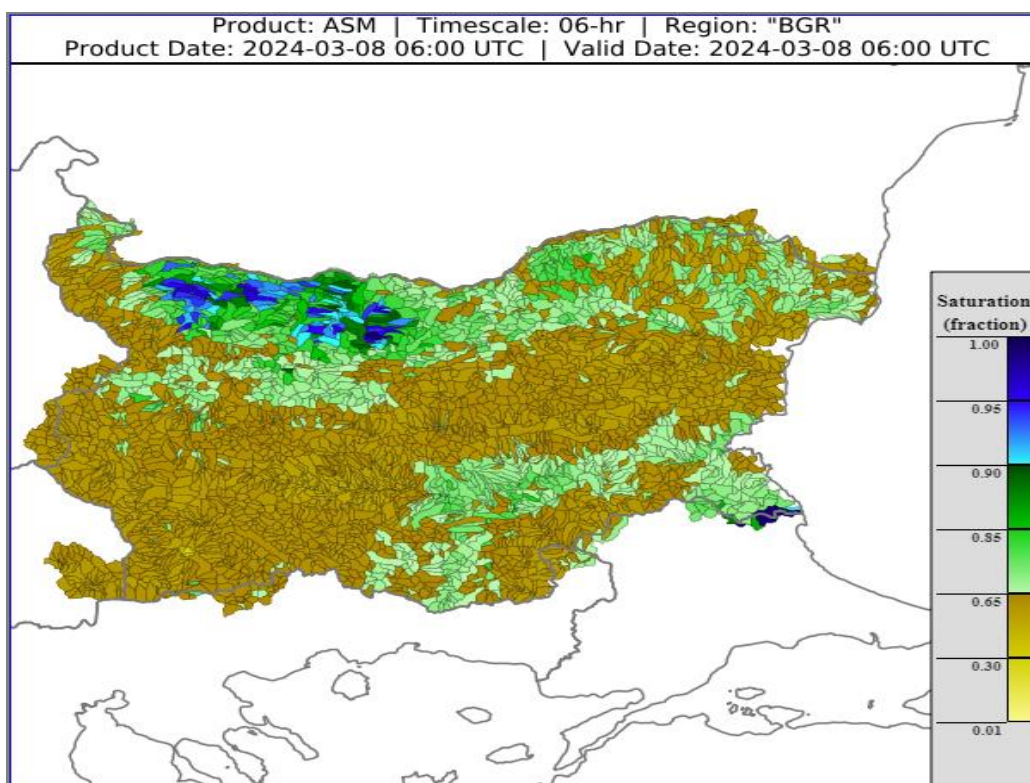 Product: ASM | Timescale: 06-hr | Region: "BGR"
Product Date: 2024-03-08 06:00 UTC | Valid Date: 2024-03-08 06:00 UTC
Saturation
(fraction)
1.00
0.95
0.90
0.85
0.65
0.30
0.01